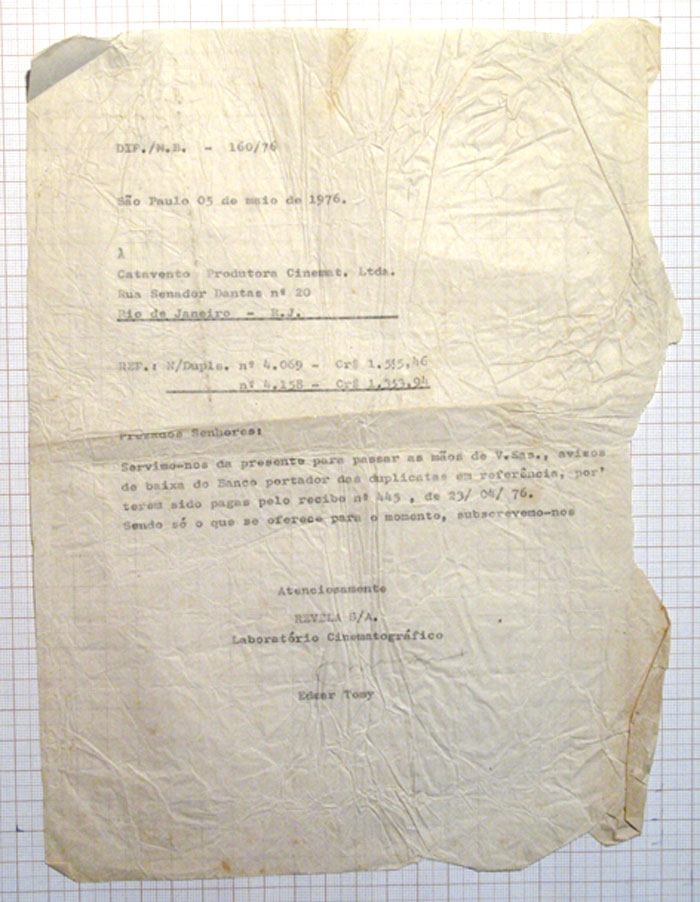 DIF./M.B. - 160/76
São Paulo 05 de maio de 1976.
À
Catavento Produtora Cinemat. Ltda.
Rua Senador Dantas nº 20
Rio de Janeiro - R.J.
REF.: N/Dupls. nº 4.069 - Cr$ 1.535,46
nº 4.158 - Cr$ 1.353,94
Prezados Senhores:
Servimo-nos da presente para passar as mãos de V.Sas., avisos
de baixa do Banco portador das duplicatas em referência, por'
terem sido pagas pelo recibo nº 445 , de 23/ 04/ 76.
Sendo só o que se oferece para o momento, subscrevemo-nos
Atenciosamente
REVELA S/A.
Laboratório Cinematográfico
Edgar Tomy